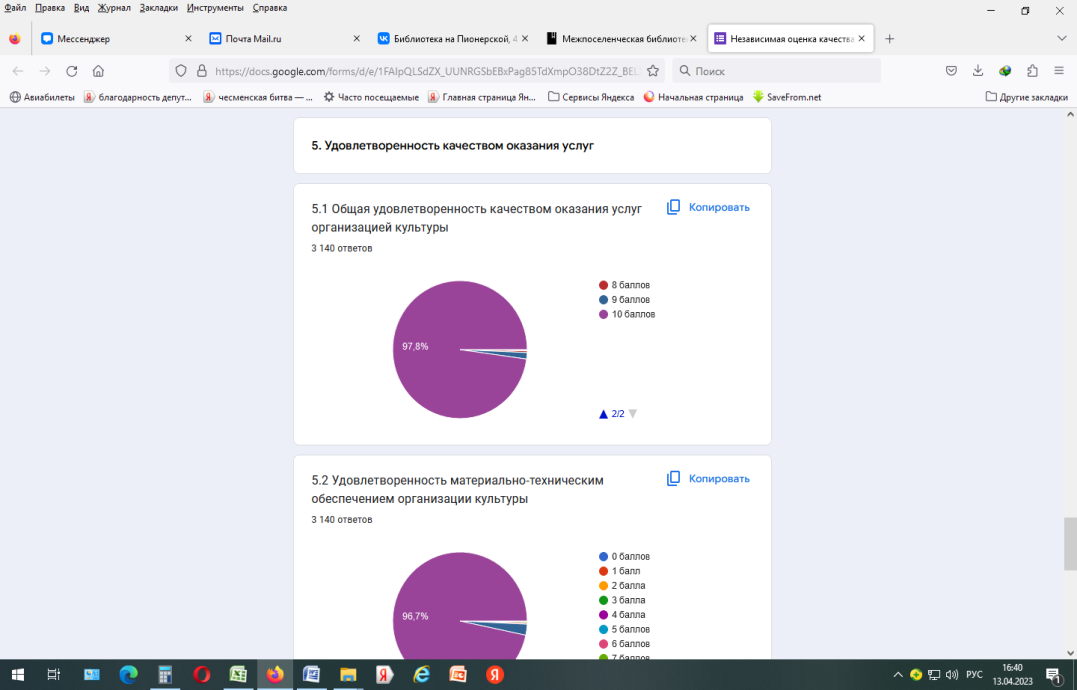 Файл Правка Вид Журнал Закладки Инструменты Справка
Мессенджер
Почта Mail.ru
Библиотека на Пионерской, 4
Межпоселенческая библиотек
Независимая оценка качества
https://docs.google.com/forms/d/e/1FAIpQLSdZX_UUNRGSbEBxPag85TdXmpO38DtZ2Z_BEL
Поиск
Авиабилеты
благодарность депут...
чесменская битва — ...
Часто посещаемые
Главная страница Ян...
Сервисы Яндекса
Начальная страница
SaveFrom.net
Другие закладки
5. Удовлетворенность качеством оказания услуг
5.1 Общая удовлетворенность качеством оказания услуг
организацией культуры
Копировать
3 140 ответов
97,8%
8 баллов
9 баллов
10 баллов
2/2
5.2 Удовлетворенность материально-техническим
обеспечением организации культуры
Копировать
3 140 ответов
96,7%
0 баллов
1 балл
2 балла
3 балла
4 балла
5 баллов
6 баллов
7 баллов
РУС
16:40
13.04.2023
1